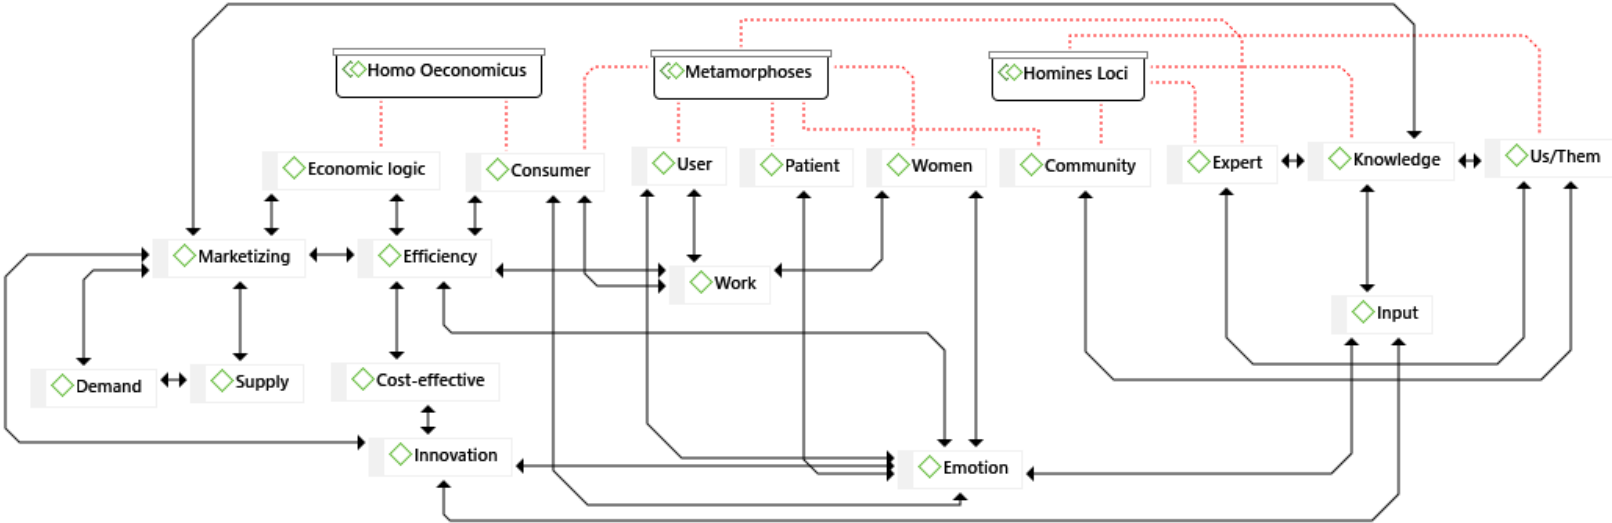 Homo Oeconomicus
Metamorphoses
Homines Loci
Economic logic
Consumer
User
Patient
Women
Community
Expert
Knowledge
Us/Them
Marketizing
Efficiency
Work
Input
Demand
Supply
Cost-effective
Innovation
Emotion